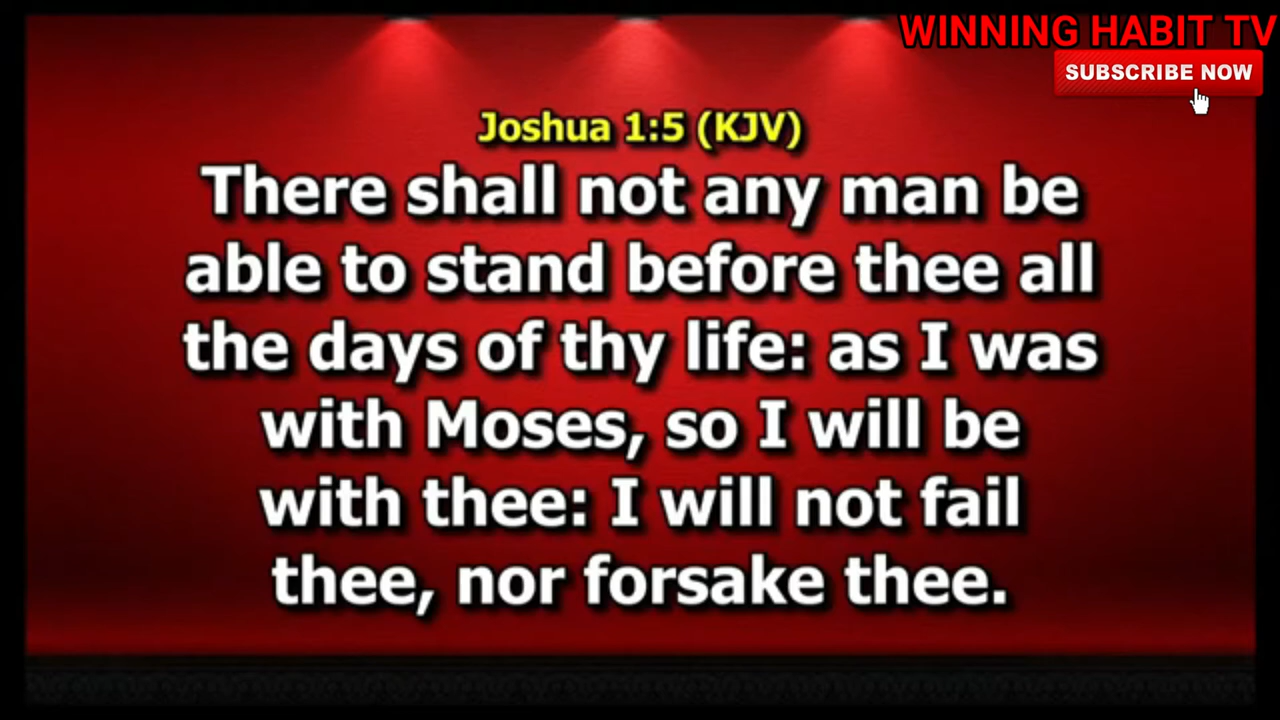 WINNING HABIT TV
SUBSCRIBE NOW
Joshua 1:5 (KJV)
There shall not any man be
able to stand before thee all
the days of thy life: as I was
with Moses, so I will be
with thee: I will not fail
thee, nor forsake thee.